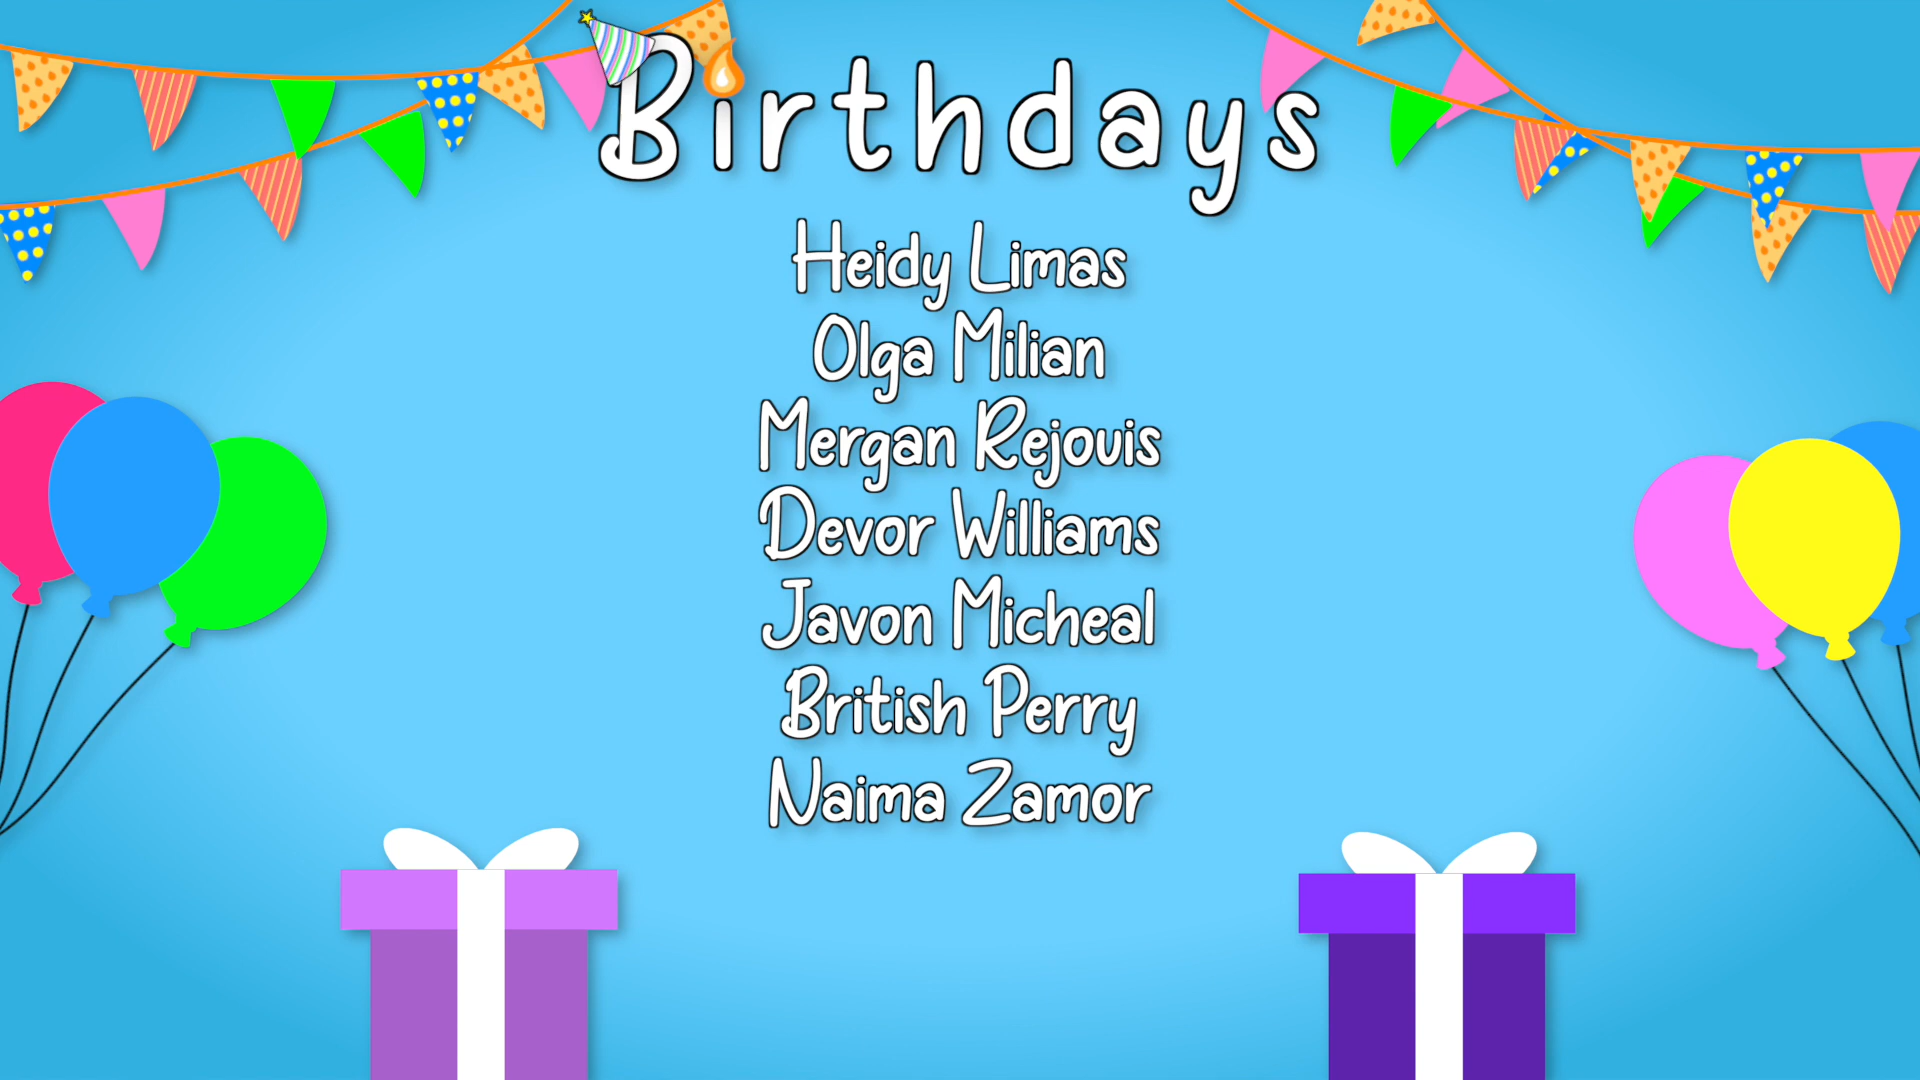 Birthdays
Heidy Limas
Olga Milian
Mergan Rejouis
Devor Williams
Javon Micheal
British Perry
Naima Zamor